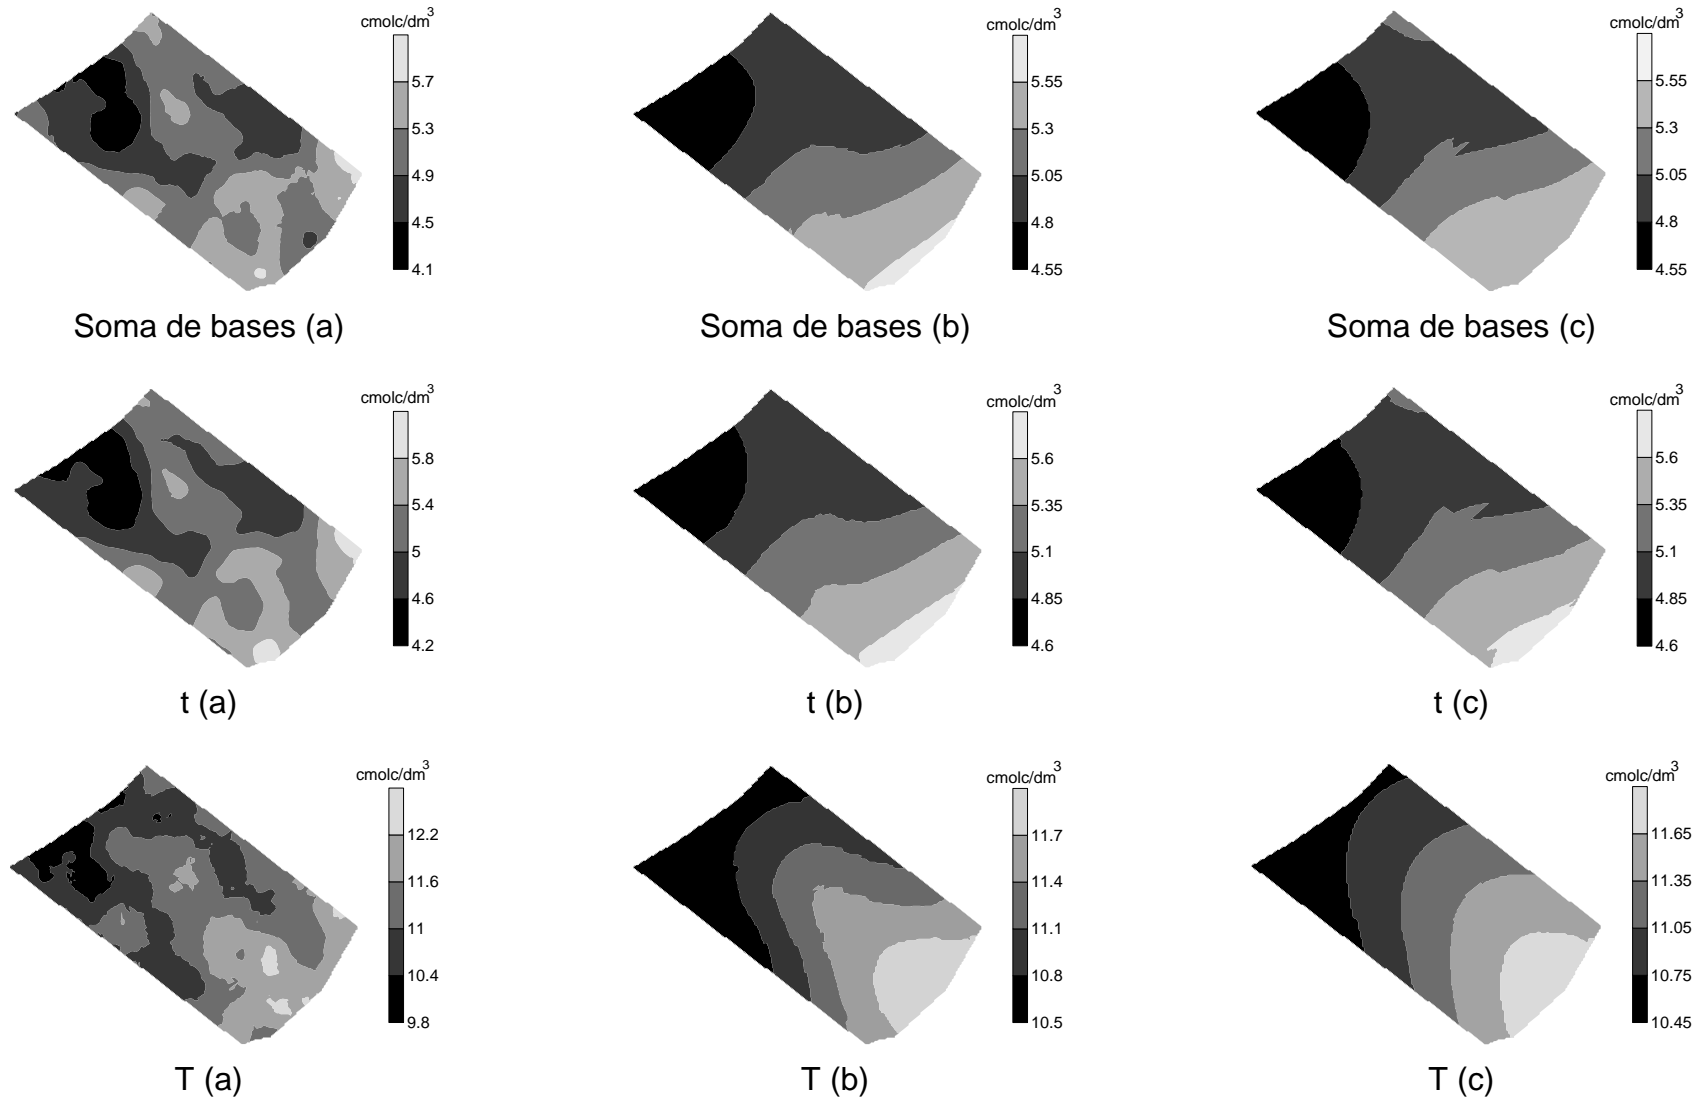 cmolc/dm3
5.7
5.3
4.9
4.5
4.1
Soma de bases (a)
cmolc/dm3
5.55
5.3
5.05
4.8
4.55
Soma de bases (b)
cmolc/dm3
5.55
5.3
5.05
4.8
4.55
Soma de bases (c)
cmolc/dm3
5.8
5.4
5
4.6
4.2
t (a)
cmolc/dm3
5.6
5.35
5.1
4.85
4.6
t (b)
cmolc/dm3
5.6
5.35
5.1
4.85
4.6
t (c)
cmolc/dm3
12.2
11.6
11
10.4
9.8
T (a)
cmolc/dm3
11.7
11.4
11.1
10.8
10.5
T (b)
cmolc/dm3
11.65
11.35
11.05
10.75
10.45
T (c)